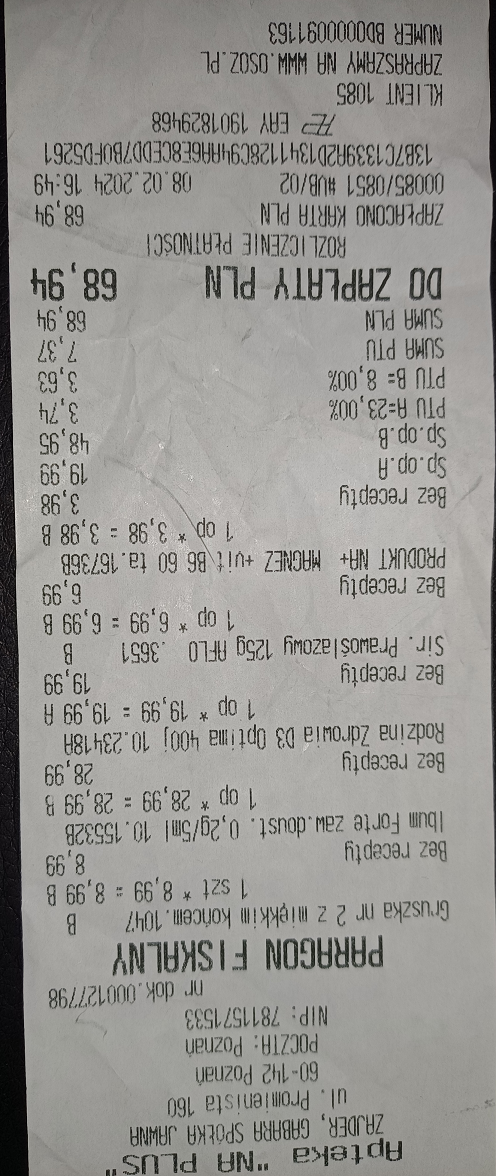 Apteka "NA PLUS"
ZAJDER, GABARA SPÓŁKA JAWNA
ul. Promienista 160
60-142 Poznań
POCZTA: Poznań
NIP: 7811571533
nr dok.000127798
PARAGON FISKALNY
Gruszka nr 2 z miękkim końcem.1047 B
1 szt * 8,99 = 8,99 B
Bez recepty 8,99
Ibum Forte zaw.doust. 0,2g/5ml 10.15532B
1 op * 28,99 = 28,99 B
Bez recepty 28,99
Rodzina Zdrowia D3 Optima 400j 10.23418A
1 op * 19,99 = 19,99 A
Bez recepty 19,99
Sir. Prawoślazowy 125g AFLO .3651 B
1 op * 6,99 = 6,99 B
Bez recepty 6,99
PRODUKT NA+ MAGNEZ +vit B6 60 ta.16736B
1 op * 3,98 = 3,98 B
Bez recepty 3,98
Sp.op.A 19,99
Sp.op.B 48,95
PTU A=23,00% 3,74
PTU B= 8,00% 3,63
SUMA PTU 7,37
SUMA PLN 68,94
DO ZAPŁATY PLN 68,94
ROZLICZENIE PŁATNOŚCI
ZAPŁACONO KARTA PLN 68,94
00085/0851 #UB/02 08.02.2024 16:49
13B7C1339A2D13411Z8C94A6E8CED7B0FD5261
EAY 1901829468
KLIENT 1085
ZAPRASZAMY NA WWW.OSOZ.PL
NUMER BD0000091163